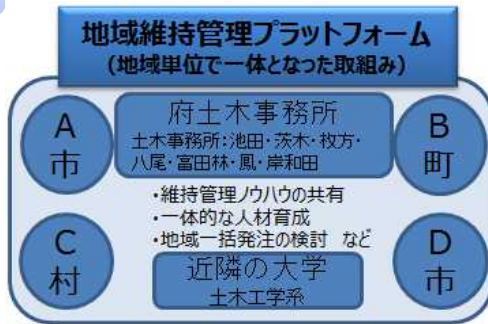 地域維持管理プラットフォーム
(地域単位で一体となった取組み)
A
市
府土木事務所
土木事務所:池田・茨木・枚方・
八尾・富田林・鳳・岸和田
B
町
・維持管理ノウハウの共有
・一体的な人材育成
・地域一括発注の検討 など
C
村
近隣の大学
土木工学系
D
市